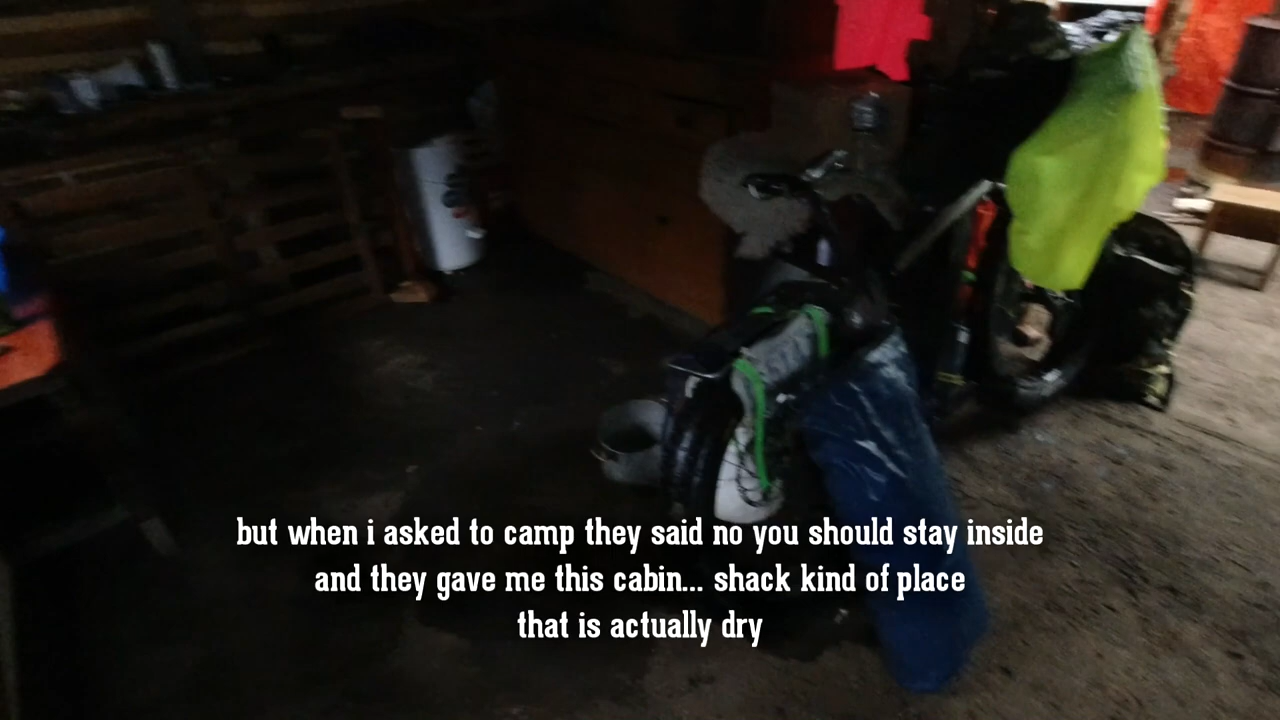 but when i asked to camp they said no you should stay inside
and they gave me this cabin... shack kind of place
that is actually dry